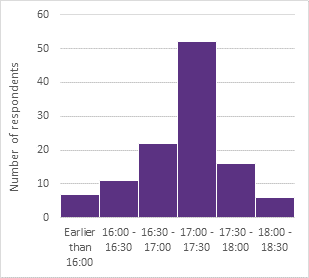 60
50
40
30
20
10
0
Number of respondents
Earlier than 16:00
16:00 - 16:30
16:30 - 17:00
17:00 - 17:30
17:30 - 18:00
18:00 - 18:30